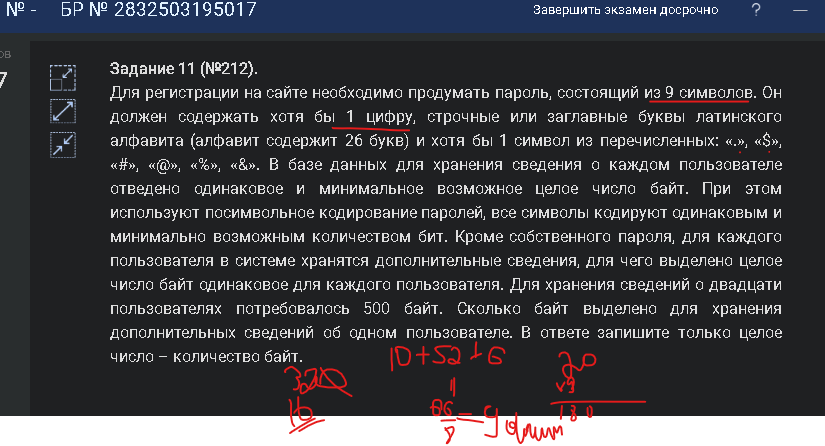 № - БР № 2832503195017 Завершить экзамен досрочно ? —
ов
7
Задание 11 (№212).
Для регистрации на сайте необходимо продумать пароль, состоящий из 9 символов. Он
должен содержать хотя бы 1 цифру, строчные или заглавные буквы латинского
алфавита (алфавит содержит 26 букв) и хотя бы 1 символ из перечисленных: «.», «$»,
«#», «@», «%», «&». В базе данных для хранения сведения о каждом пользователе
отведено одинаковое и минимальное возможное целое число байт. При этом
используют посимвольное кодирование паролей, все символы кодируют одинаковым и
минимально возможным количеством бит. Кроме собственного пароля, для каждого
пользователя в системе хранятся дополнительные сведения, для чего выделено целое
число байт одинаковое для каждого пользователя. Для хранения сведений о двадцати
пользователях потребовалось 500 байт. Сколько байт выделено для хранения
дополнительных сведений об одном пользователе. В ответе запишите только целое
число – количество байт.
10+52+6
20
9
180
16